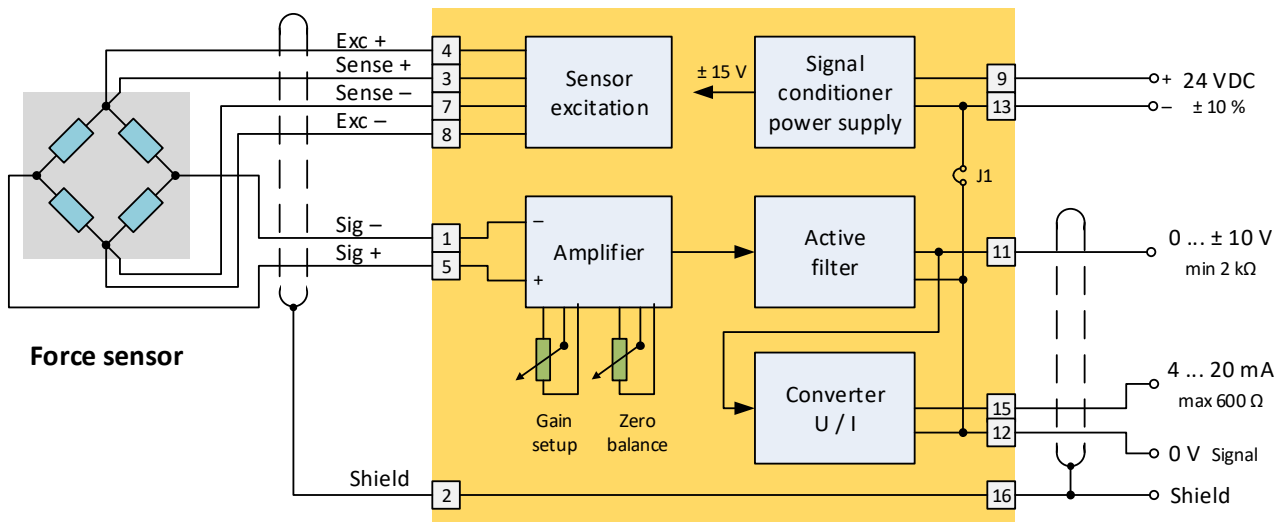 Exc +
Sense +
Sense –
Exc –
4
3
7
8
Sensor
excitation
± 15 V
Signal
conditioner
power supply
9
13
+ 24 VDC
– ± 10 %
J1
Sig –
Sig +
1
5
–
+
Amplifier
Active
filter
11
0 ... ± 10 V
min 2 kΩ
Force sensor
Gain
setup
Zero
balance
Converter
U / I
15
12
4 ... 20 mA
max 600 Ω
0 V Signal
Shield
2
16
Shield